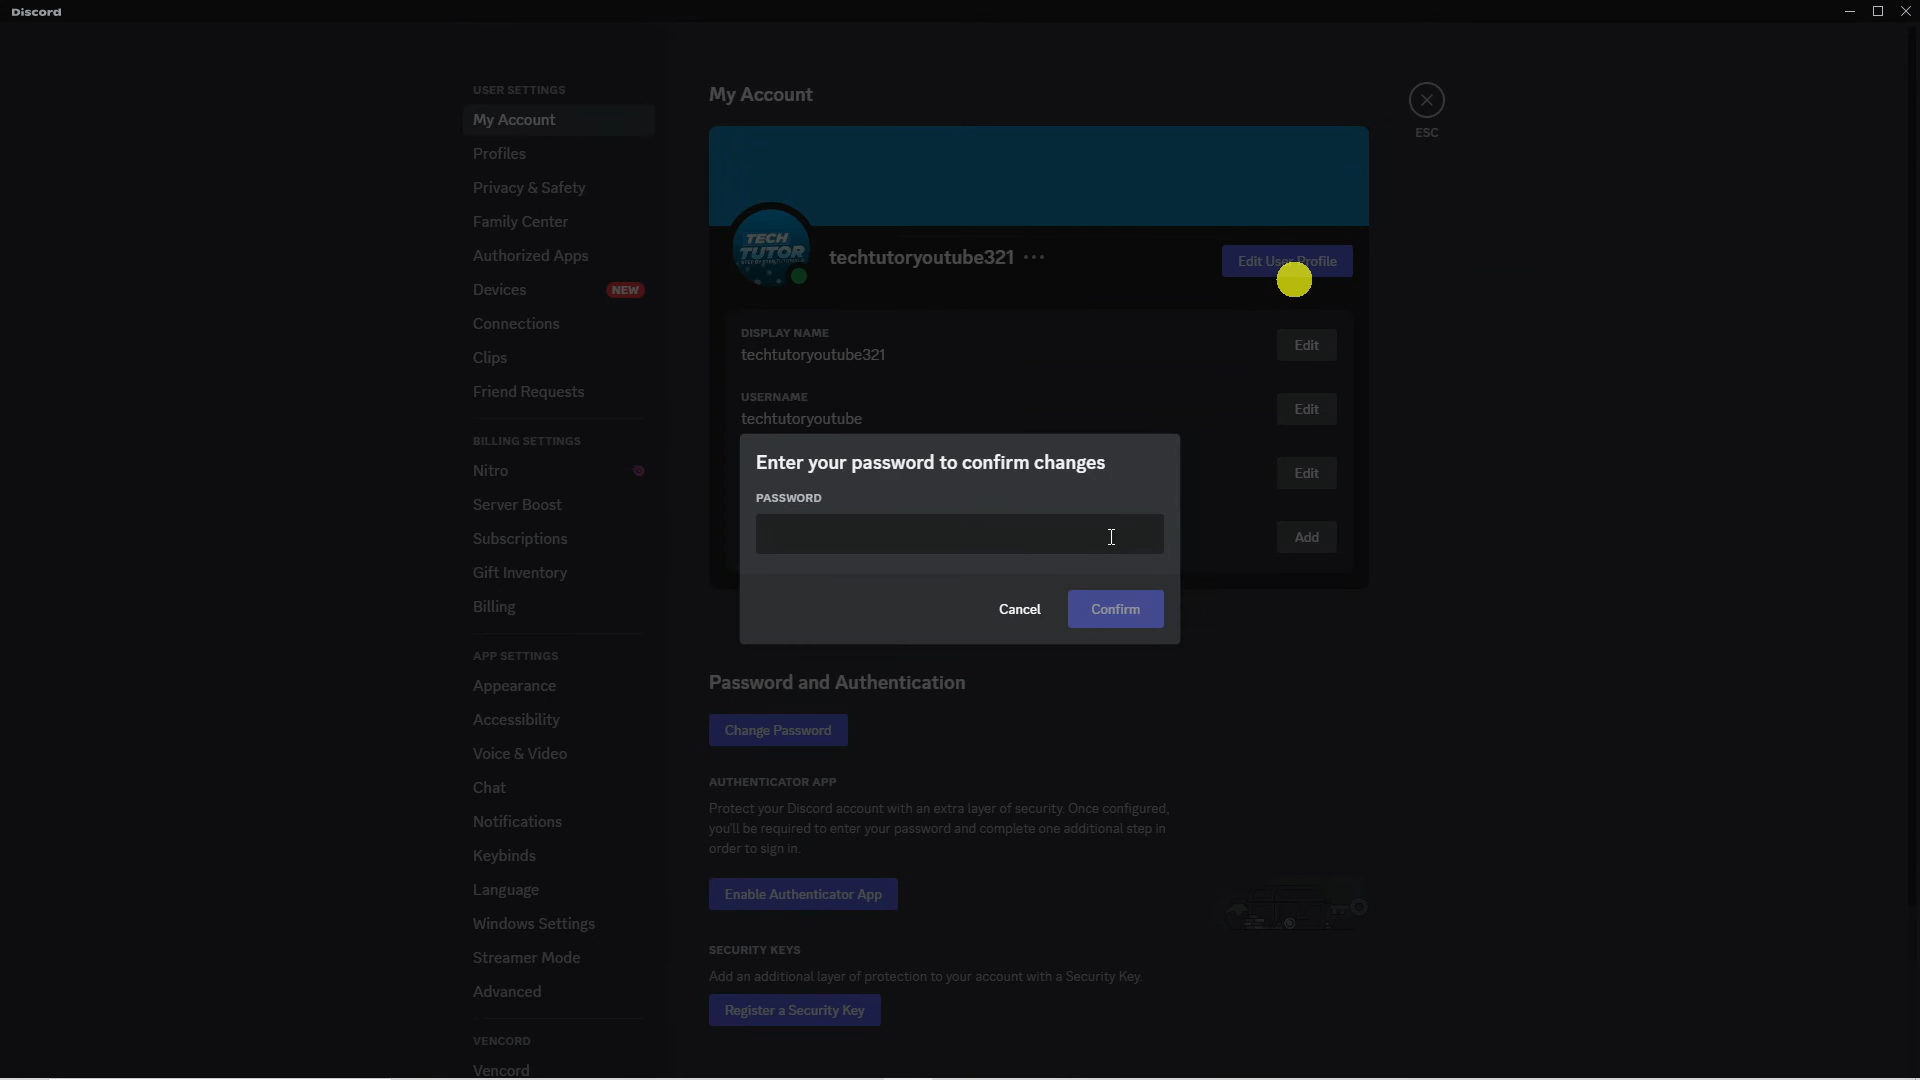 Discord
USER SETTINGS
My Account
Profiles
Privacy & Safety
Family Center
Authorized Apps
Devices
NEW
Connections
Clips
Friend Requests
BILLING SETTINGS
Nitro
Server Boost
Subscriptions
Gift Inventory
Billing
APP SETTINGS
Appearance
Accessibility
Voice & Video
Chat
Notifications
Keybinds
Language
Windows Settings
Streamer Mode
Advanced
VENCORD
Vencord
My Account
ESC
TECH
TUTOR
techtutoryoutube321
Edit User Profile
DISPLAY NAME
techtutoryoutube321
Edit
USERNAME
techtutoryoutube
Edit
Edit
Add
Enter your password to confirm changes
PASSWORD
Cancel
Confirm
Password and Authentication
Change Password
AUTHENTICATOR APP
Protect your Discord account with an extra layer of security. Once configured,
you'll be required to enter your password and complete one additional step in
order to sign in.
Enable Authenticator App
SECURITY KEYS
Add an additional layer of protection to your account with a Security Key.
Register a Security Key